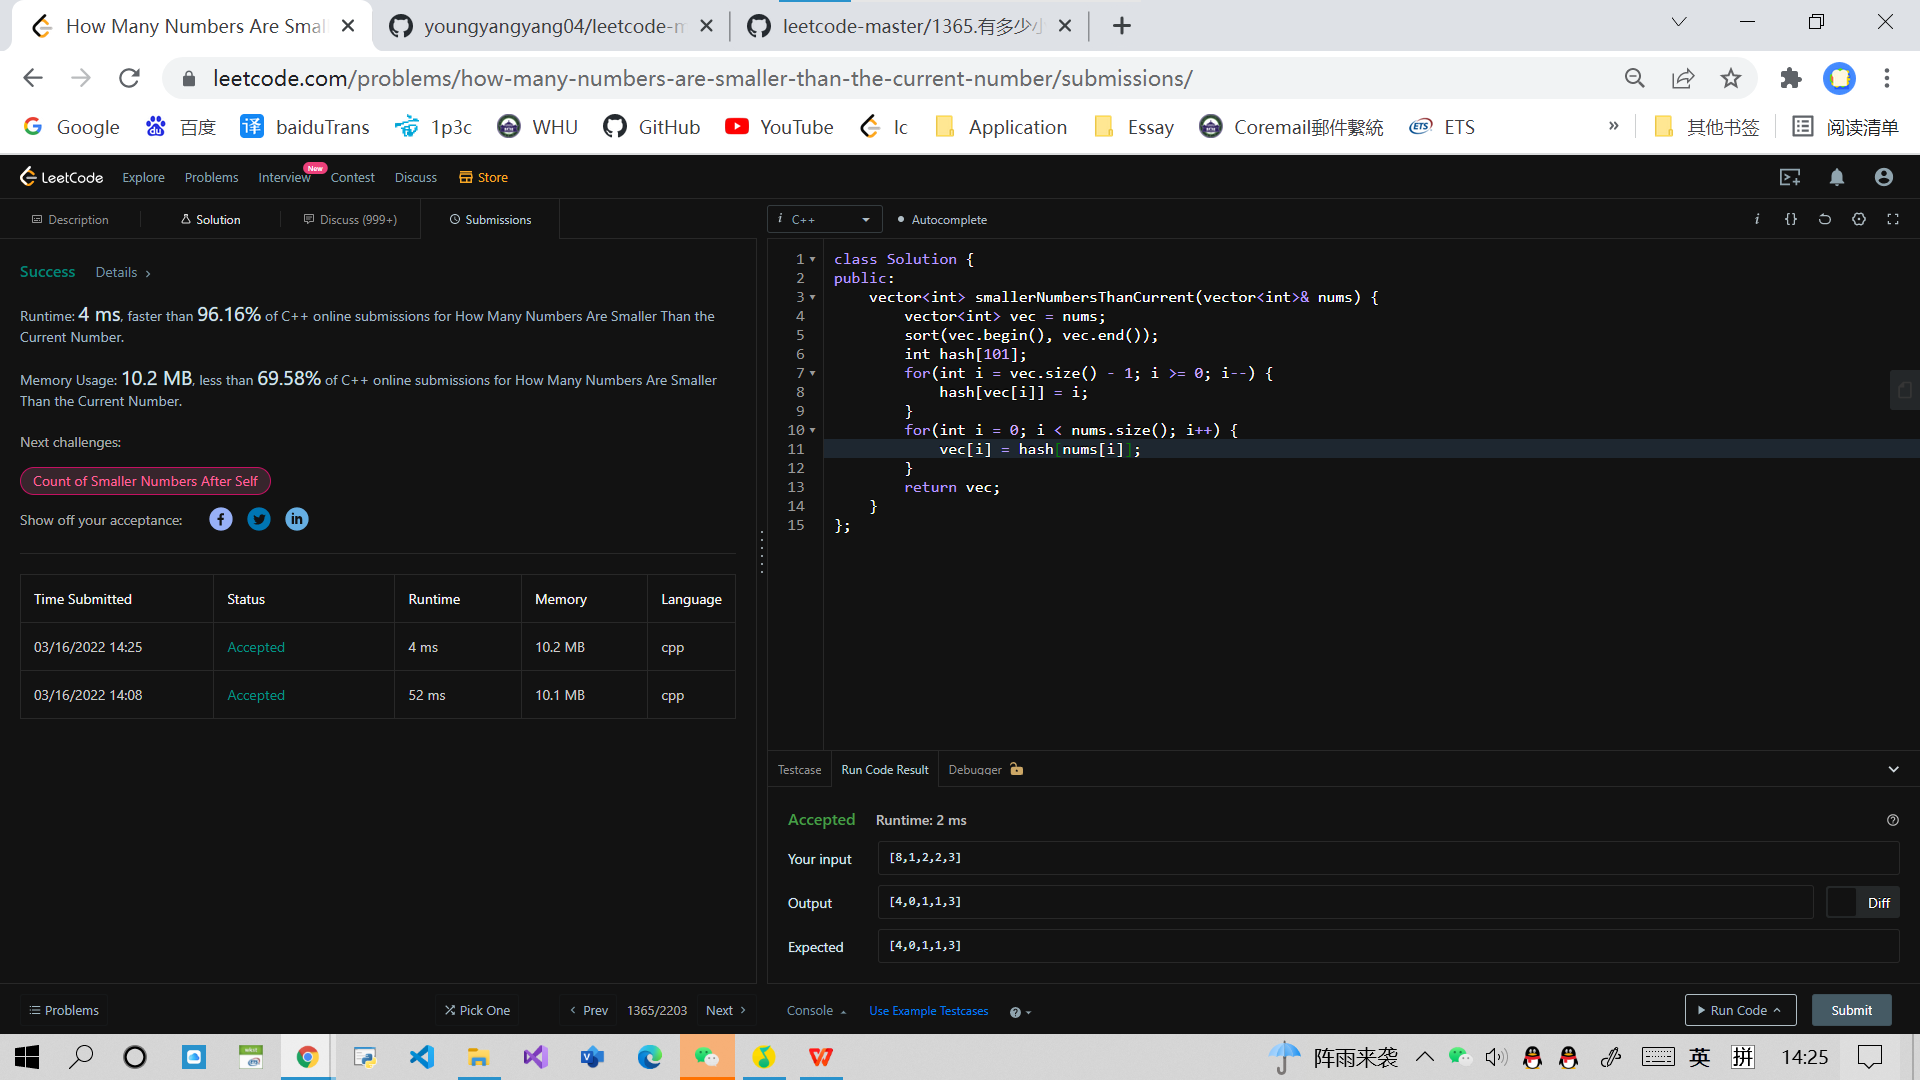 How Many Numbers Are Smal
youngyangyang04/leetcode-m
leetcode-master/1365.有多少小
leetcode.com/problems/how-many-numbers-are-smaller-than-the-current-number/submissions/
Google 百度 baiduTrans 1p3c WHU GitHub YouTube lc Application Essay Coremail郵件繫統 ETS » 其他书签 阅读清单
LeetCode Explore Problems Interview New Contest Discuss Store
Description Solution Discuss (999+) Submissions
i C++ Autocomplete
Success Details >
Runtime: 4 ms, faster than 96.16% of C++ online submissions for How Many Numbers Are Smaller Than the
Current Number.
Memory Usage: 10.2 MB, less than 69.58% of C++ online submissions for How Many Numbers Are Smaller
Than the Current Number.
Next challenges:
Count of Smaller Numbers After Self
Show off your acceptance:
Time Submitted Status Runtime Memory Language
03/16/2022 14:25 Accepted 4 ms 10.2 MB cpp
03/16/2022 14:08 Accepted 52 ms 10.1 MB cpp
1 class Solution {
2 public:
3 vector<int> smallerNumbersThanCurrent(vector<int>& nums) {
4 vector<int> vec = nums;
5 sort(vec.begin(), vec.end());
6 int hash[101];
7 for(int i = vec.size() - 1; i >= 0; i--) {
8 hash[vec[i]] = i;
9 }
10 for(int i = 0; i < nums.size(); i++) {
11 vec[i] = hash[nums[i]];
12 }
13 return vec;
14 }
15 };
Testcase Run Code Result Debugger
Accepted Runtime: 2 ms
Your input [8,1,2,2,3]
Output [4,0,1,1,3] Diff
Expected [4,0,1,1,3]
Problems Pick One < Prev 1365/2203 Next >
Console Use Example Testcases Run Code Submit
阵雨来袭 英 拼 14:25